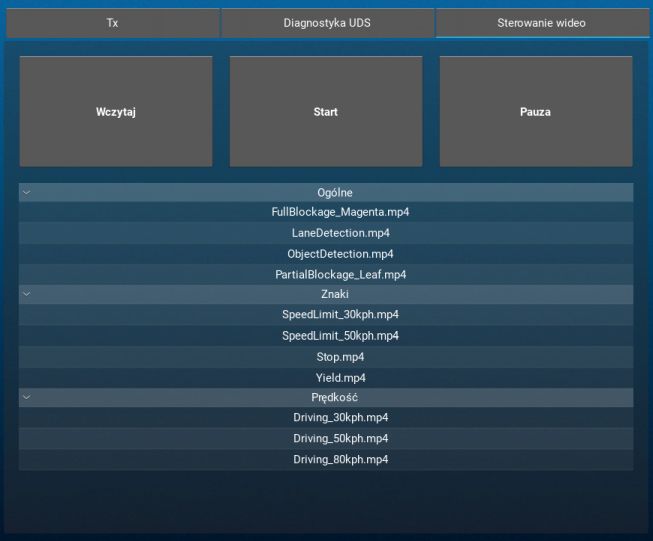 Tx
Diagnostyka UDS
Sterowanie wideo
Wczytaj
Start
Pauza
Ogólne
FullBlockage_Magenta.mp4
LaneDetection.mp4
ObjectDetection.mp4
PartialBlockage_Leaf.mp4
Znaki
SpeedLimit_30kph.mp4
SpeedLimit_50kph.mp4
Stop.mp4
Yield.mp4
Prędkość
Driving_30kph.mp4
Driving_50kph.mp4
Driving_80kph.mp4